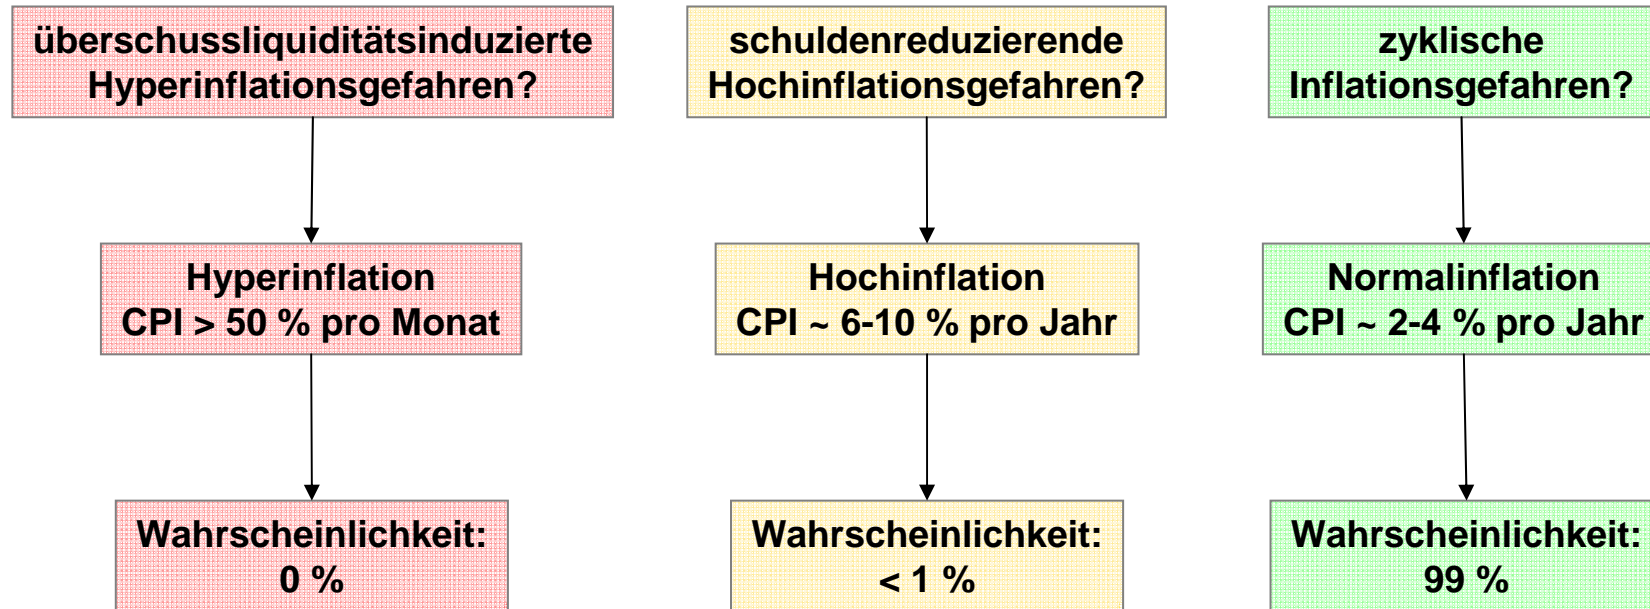 überschussliquiditätsinduzierte
Hyperinflationsgefahren?
schuldenreduzierende
Hochinflationsgefahren?
zyklische
Inflationsgefahren?
Hyperinflation
CPI > 50 % pro Monat
Hochinflation
CPI ~ 6-10 % pro Jahr
Normalinflation
CPI ~ 2-4 % pro Jahr
Wahrscheinlichkeit:
0 %
Wahrscheinlichkeit:
< 1 %
Wahrscheinlichkeit:
99 %